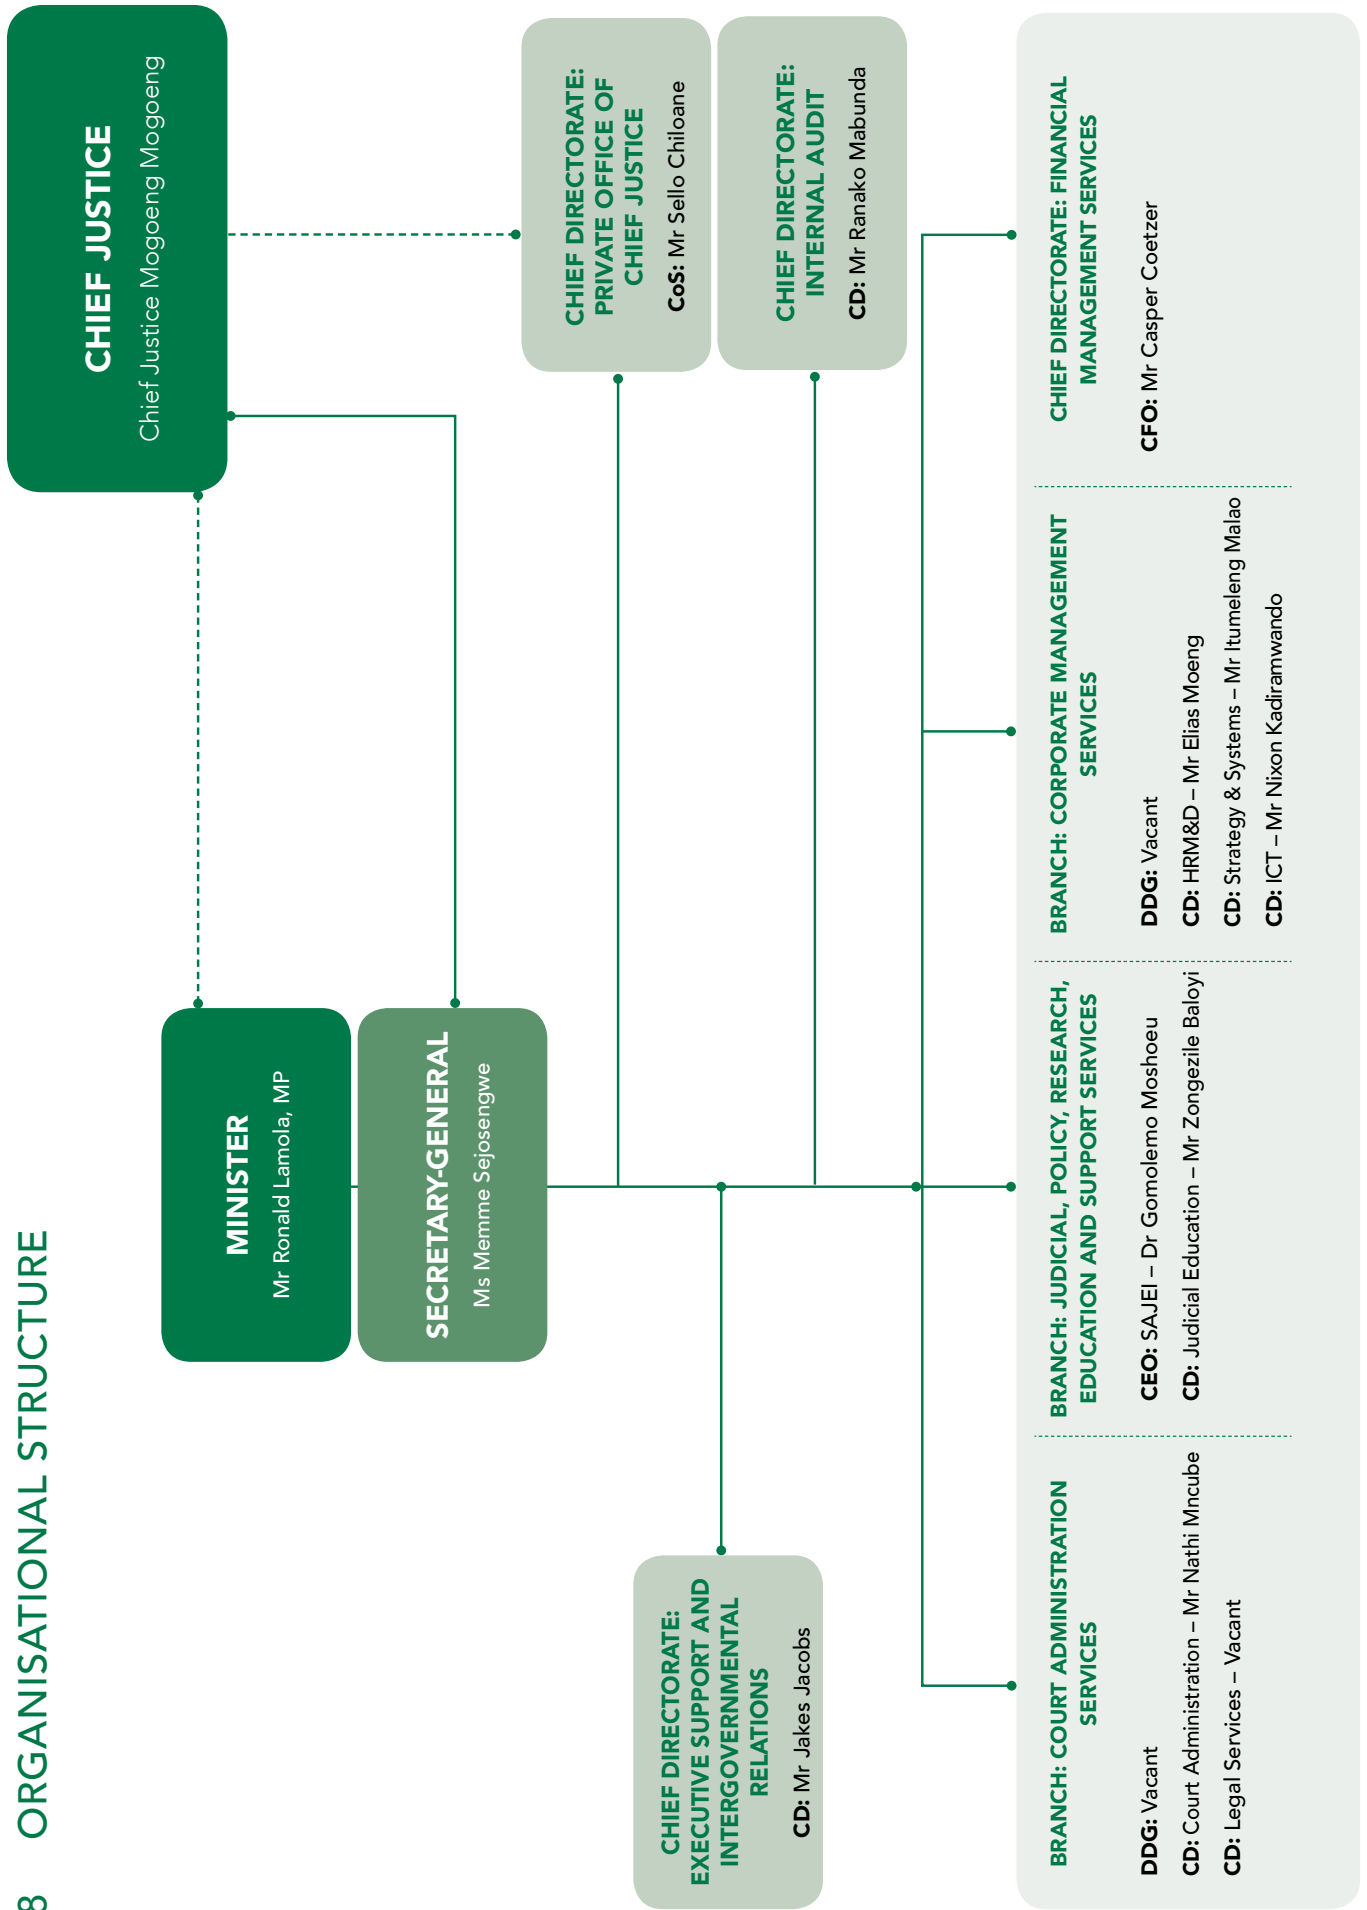 8 ORGANISATIONAL STRUCTURE
CHIEF JUSTICE
Chief Justice Mogoeng Mogoeng
MINISTER
Mr Ronald Lamola, MP
SECRETARY-GENERAL
Ms Memme Sejosengwe
CHIEF DIRECTORATE:
PRIVATE OFFICE OF
CHIEF JUSTICE
CoS: Mr Sello Chiloane
CHIEF DIRECTORATE:
EXECUTIVE SUPPORT AND
INTERGOVERNMENTAL
RELATIONS
CD: Mr Jakes Jacobs
CHIEF DIRECTORATE:
INTERNAL AUDIT
CD: Mr Ranako Mabunda
BRANCH: COURT ADMINISTRATION
SERVICES
DDG: Vacant
CD: Court Administration – Mr Nathi Mncube
CD: Legal Services – Vacant
BRANCH: JUDICIAL, POLICY, RESEARCH,
EDUCATION AND SUPPORT SERVICES
CEO: SAJEI – Dr Gomolemo Moshoeu
CD: Judicial Education – Mr Zongezile Baloyi
BRANCH: CORPORATE MANAGEMENT
SERVICES
DDG: Vacant
CD: HRM&D – Mr Elias Moeng
CD: Strategy & Systems – Mr Itumeleng Malao
CD: ICT – Mr Nixon Kadiramwando
CHIEF DIRECTORATE: FINANCIAL
MANAGEMENT SERVICES
CFO: Mr Casper Coetzer